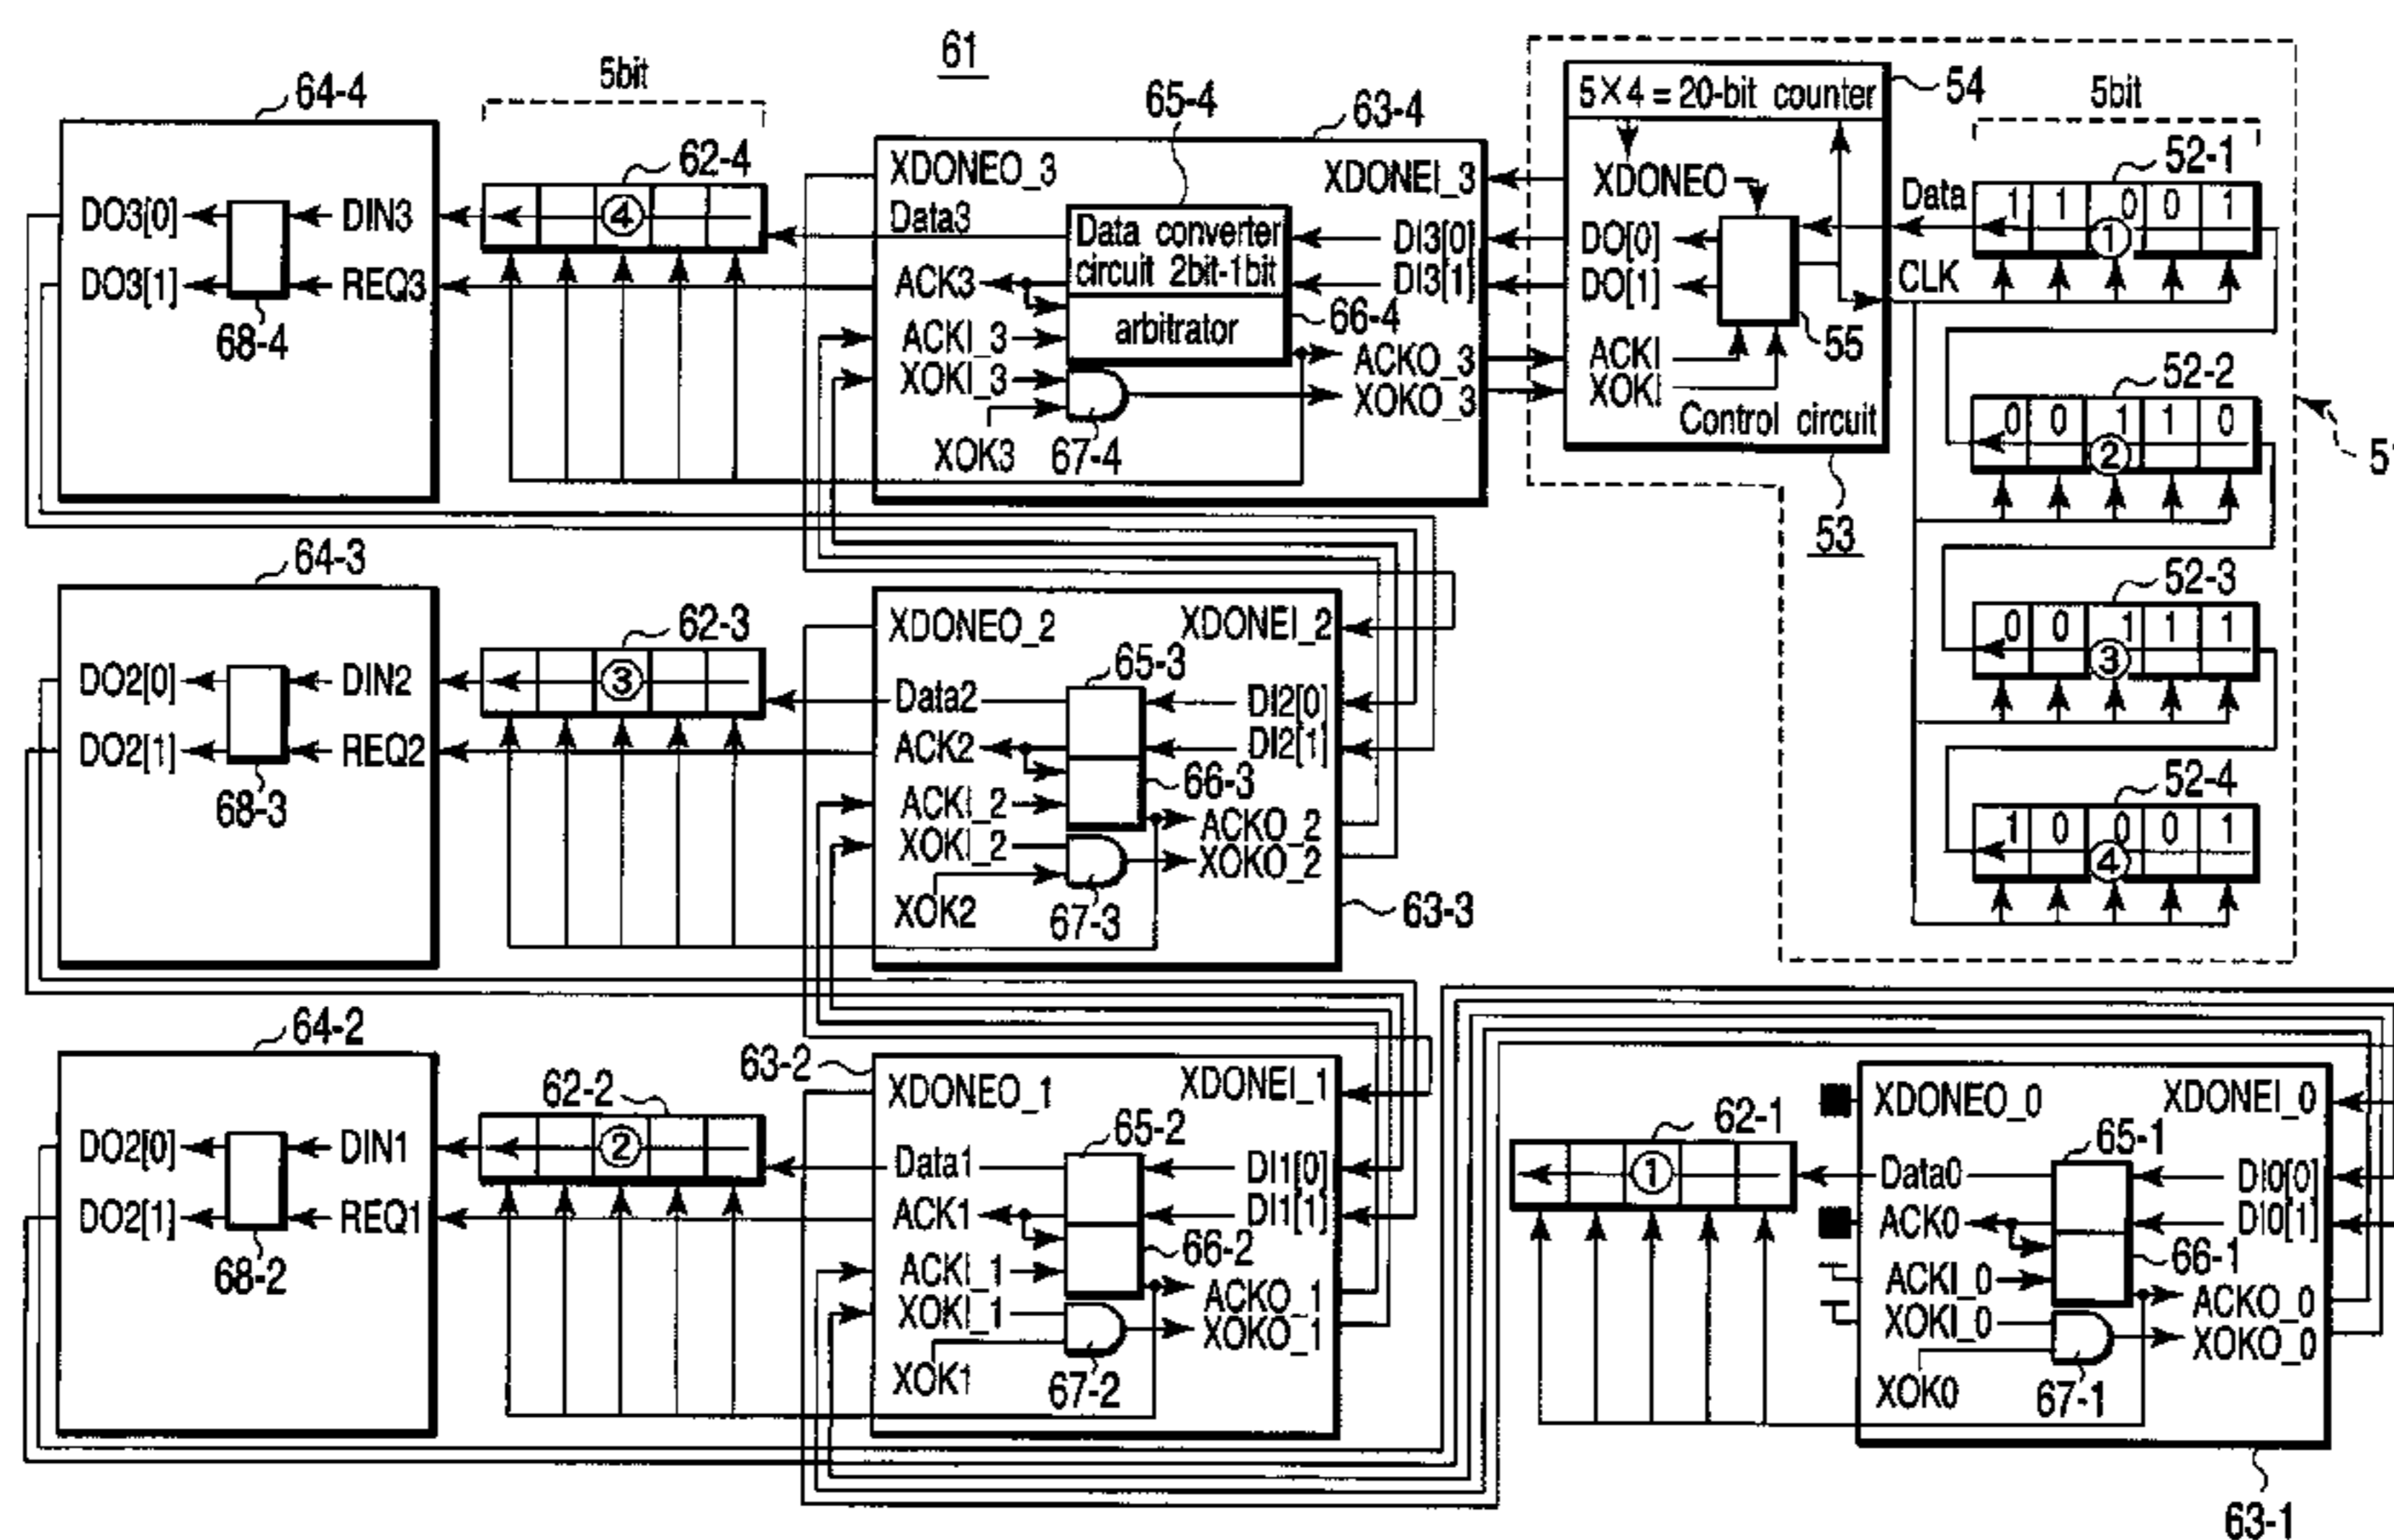 61
64-4
DO3[0]
DIN3
DO3[1]
REQ3
68-4
5bit
62-4
④
65-4
63-4
XDONEO_3
XDONEI_3
Data3
Data converter
circuit 2bit-1bit
DI3[0]
DI3[1]
ACK3
arbitrator
66-4
ACKI_3
ACKO_3
XOKI_3
XOKO_3
XOK3
67-4
54
5×4=20-bit counter
XDONEO
DO[0]
DO[1]
55
ACKI
XOKI
Control circuit
53
Data
CLK
5bit
52-1
1 1 0 0 1
①
52-2
0 0 1 1 0
②
52-3
0 0 1 1 1
③
52-4
1 0 0 0 1
④
64-3
DO2[0]
DIN2
DO2[1]
REQ2
68-3
62-3
③
XDONEO_2
XDONEI_2
65-3
Data2
DI2[0]
ACK2
DI2[1]
66-3
ACKI_2
ACKO_2
XOKI_2
XOKO_2
XOK2
67-3
63-3
64-2
DO2[0]
DIN1
DO2[1]
REQ1
68-2
62-2
②
63-2
XDONEO_1
XDONEI_1
65-2
Data1
DI1[0]
ACK1
DI1[1]
66-2
ACKI_1
ACKO_1
XOKI_1
XOKO_1
XOK1
67-2
62-1
①
XDONEO_0
XDONEI_0
65-1
Data0
DI0[0]
ACK0
DI0[1]
66-1
ACKI_0
ACKO_0
XOKI_0
XOKO_0
XOK0
67-1
63-1